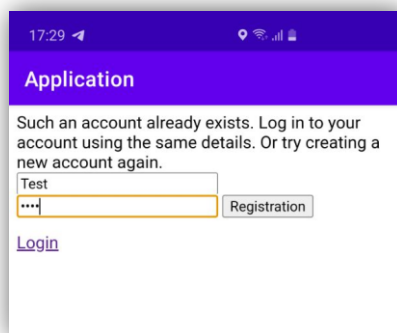 17:29
Application
Such an account already exists. Log in to your
account using the same details. Or try creating a
new account again.
Test
••••
Registration
Login